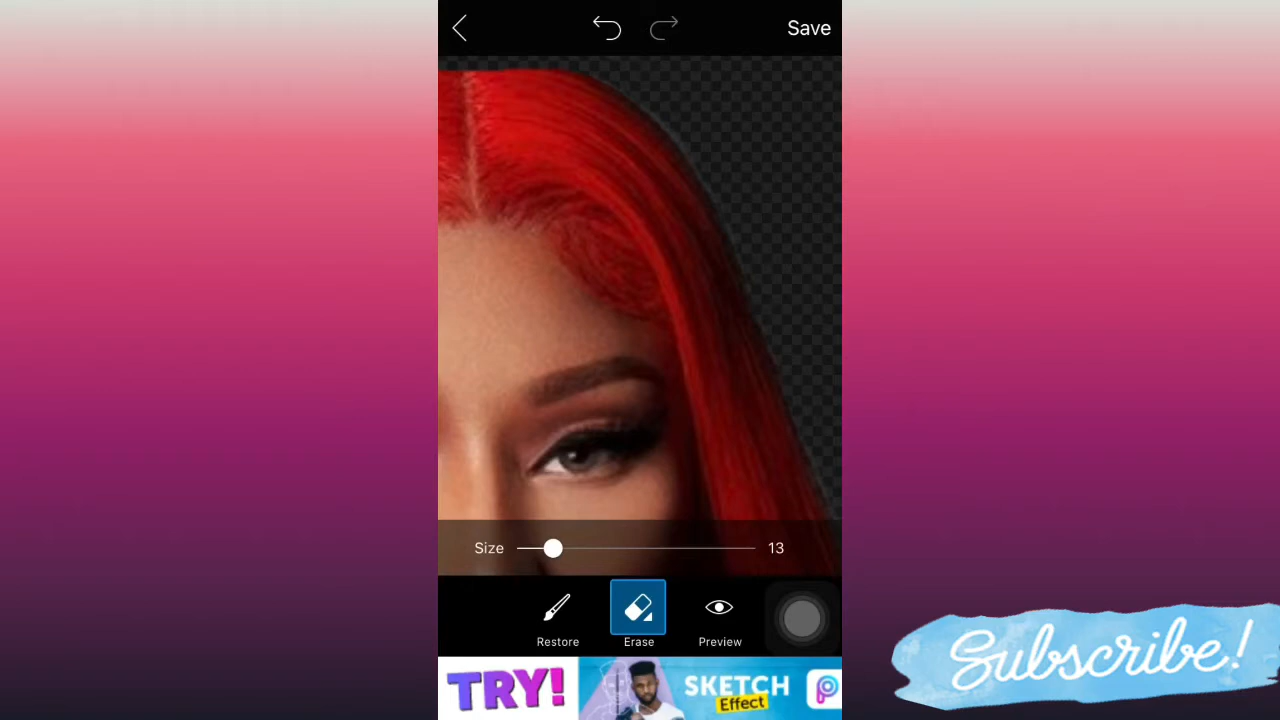 Save
Size 13
Restore Erase Preview
TRY! SKETCH
Effect
Subscribe!